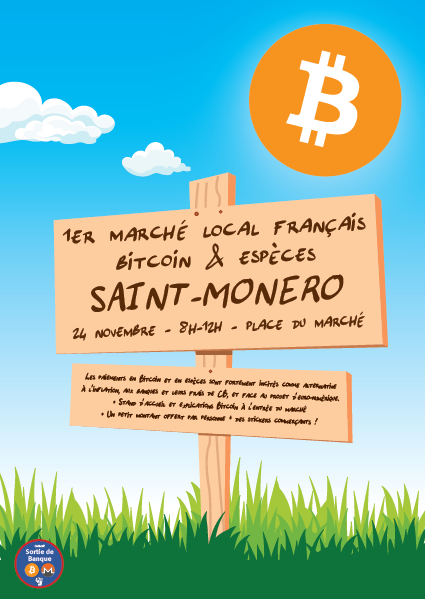 1ER MARCHÉ LOCAL FRANÇAIS
BITCOIN & ESPÈCES
SAINT-MONERO
24 NOVEMBRE - 8H-12H - PLACE DU MARCHÉ
LES PAIEMENTS EN BITCOIN ET EN ESPÈCES SONT FORTEMENT INCITÉS COMME ALTERNATIVE
À L'INFLATION, AUX BANQUES ET LEURS FRAIS DE CB, ET FACE AU PROJET D'EURO-NUMÉRIQUE.
• STAND D'ACCUEIL ET EXPLICATIONS BITCOIN À L'ENTRÉE DU MARCHÉ
• UN PETIT MONTANT OFFERT PAR PERSONNE + DES STICKERS COMMERÇANTS !
Sortie de
Banque